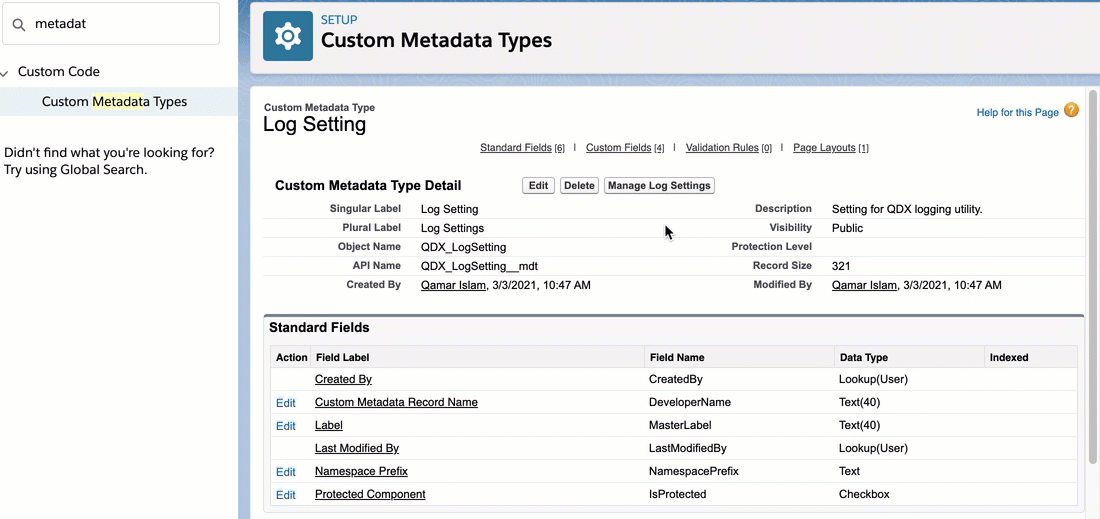 metadat
Custom Code
Custom Metadata Types
Didn't find what you're looking for?
Try using Global Search.
SETUP
Custom Metadata Types
Custom Metadata Type
Log Setting
Help for this Page ?
Standard Fields [6] | Custom Fields [4] | Validation Rules [0] | Page Layouts [1]
Custom Metadata Type Detail Edit Delete Manage Log Settings
Singular Label Log Setting Description Setting for QDX logging utility.
Plural Label Log Settings Visibility Public
Object Name QDX_LogSetting Protection Level
API Name QDX_LogSetting__mdt Record Size 321
Created By Qamar Islam, 3/3/2021, 10:47 AM Modified By Qamar Islam, 3/3/2021, 10:47 AM
Standard Fields
Action Field Label Field Name Data Type Indexed
Created By CreatedBy Lookup(User)
Edit Custom Metadata Record Name DeveloperName Text(40)
Edit Label MasterLabel Text(40)
Last Modified By LastModifiedBy Lookup(User)
Edit Namespace Prefix NamespacePrefix Text
Edit Protected Component IsProtected Checkbox